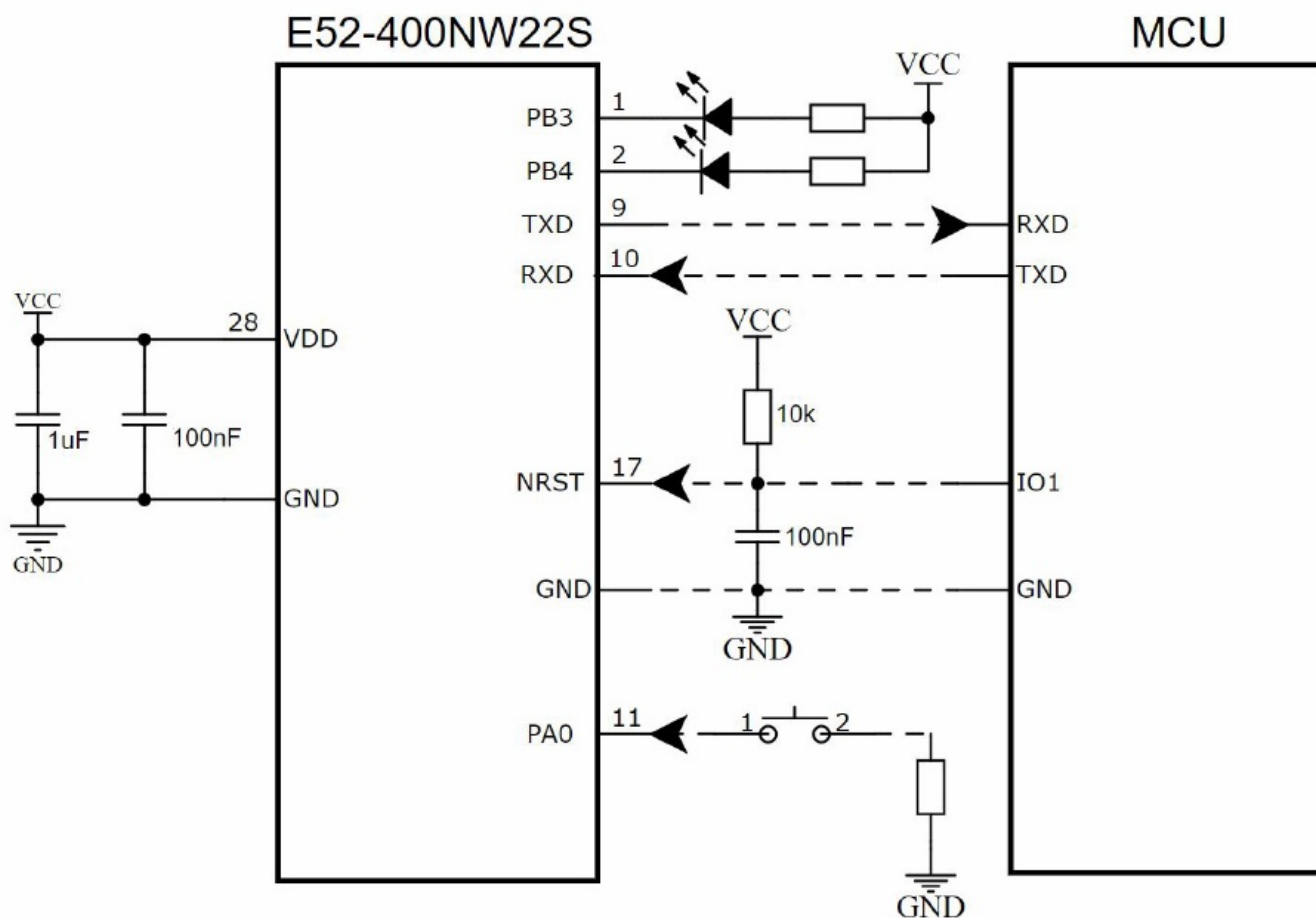 E52-400NW22S
MCU
VCC
PB3
1
PB4
2
TXD
9
RXD
RXD
10
TXD
VCC
28
VDD
1uF
100nF
GND
GND
VCC
10k
NRST
17
IO1
100nF
GND
GND
GND
PA0
11
1
2
GND